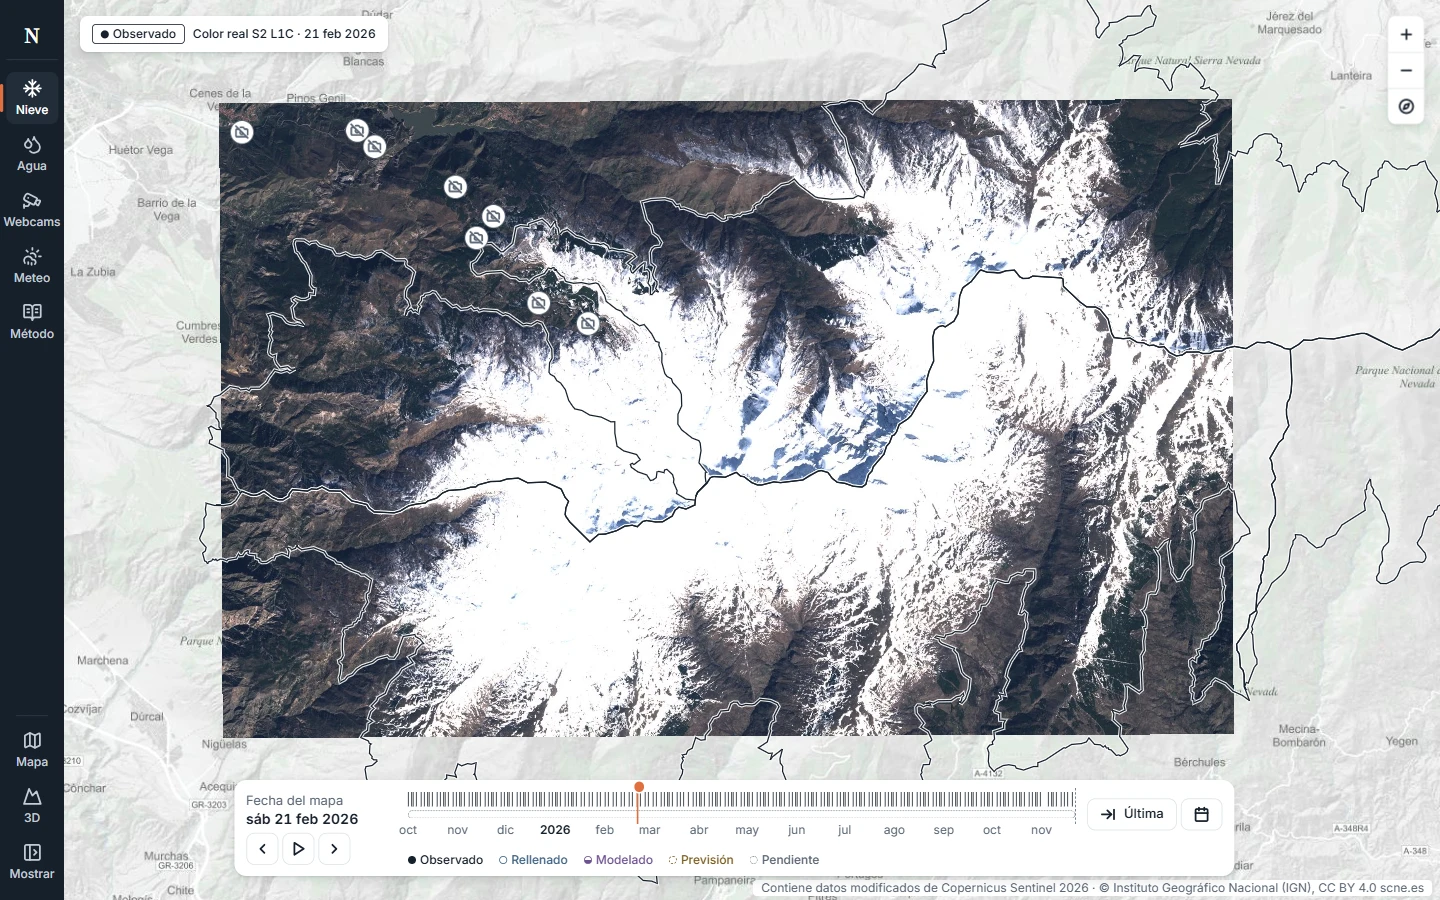 N
Nieve
Agua
Webcams
Meteo
Método
Mapa
3D
Mostrar
Observado
Color real S2 L1C · 21 feb 2026
Dúdar
Blancas
Cenes de la
Pinos Genil
Huétor Vega
Barrio de la
Vega
La Zubia
Cumbres
Verdes
Jérez del
Marquesado
Parque Natural Sierra Nevada
Lanteira
Parque Nacional d
Nevada
Marchena
Cozvíjar
Dúrcal
Nigüelas
Cónchar
GR-3203
Murchas
GR-3206
Chite
Mecina-
Bombarón
Yegen
Bérchules
A-4132
A-348R4
A-348
Pampaneira
Fecha del mapa
sáb 21 feb 2026
oct
nov
dic
2026
feb
mar
abr
may
jun
jul
ago
sep
oct
nov
Observado
Rellenado
Modelado
Previsión
Pendiente
Última
Contiene datos modificados de Copernicus Sentinel 2026 · © Instituto Geográfico Nacional (IGN), CC BY 4.0 scne.es